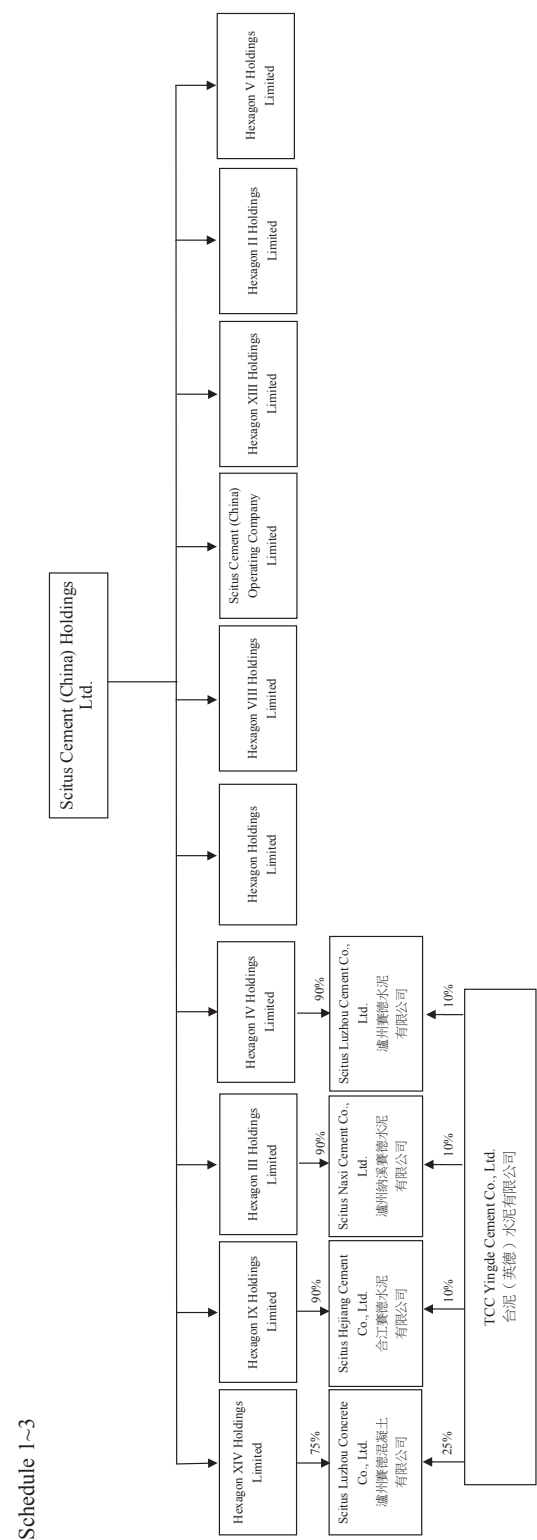 Schedule 1~3
Scitus Cement (China) Holdings
Ltd.
Hexagon XIV Holdings
Limited
Hexagon IX Holdings
Limited
Hexagon III Holdings
Limited
Hexagon IV Holdings
Limited
Hexagon Holdings
Limited
Hexagon VIII Holdings
Limited
Scitus Cement (China)
Operating Company
Limited
Hexagon XIII Holdings
Limited
Hexagon II Holdings
Limited
Hexagon V Holdings
Limited
75%
90%
90%
90%
Scitus Luzhou Concrete
Co., Ltd.
瀘州賽德混凝土
有限公司
Scitus Hejiang Cement
Co., Ltd.
合江賽德水泥
有限公司
Scitus Naxi Cement Co.,
Ltd.
瀘州納溪賽德水泥
有限公司
Scitus Luzhou Cement Co.,
Ltd.
瀘州賽德水泥
有限公司
25%
10%
10%
10%
TCC Yingde Cement Co., Ltd.
台泥（英德）水泥有限公司